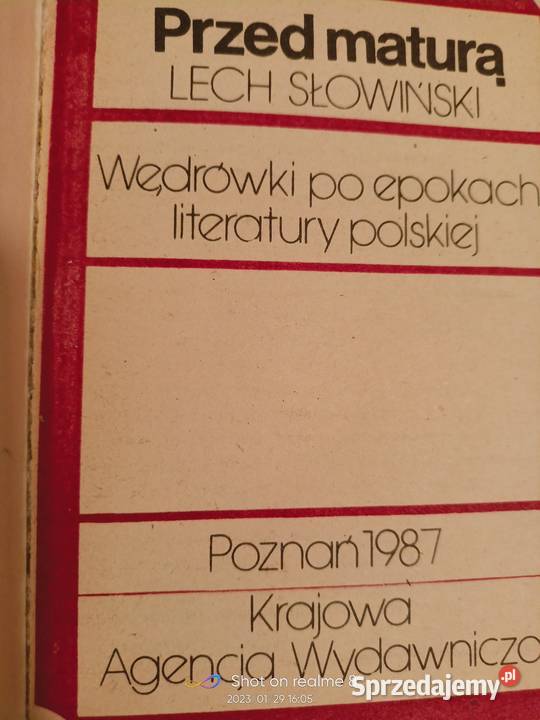 Przed maturą
LECH SŁOWIŃSKI
Wędrówki po epokach
literatury polskiej
Poznań 1987
Krajowa
Agencja Wydawnicza
Shot on realme 8
2023.01.29 16:05
Sprzedajemy.pl